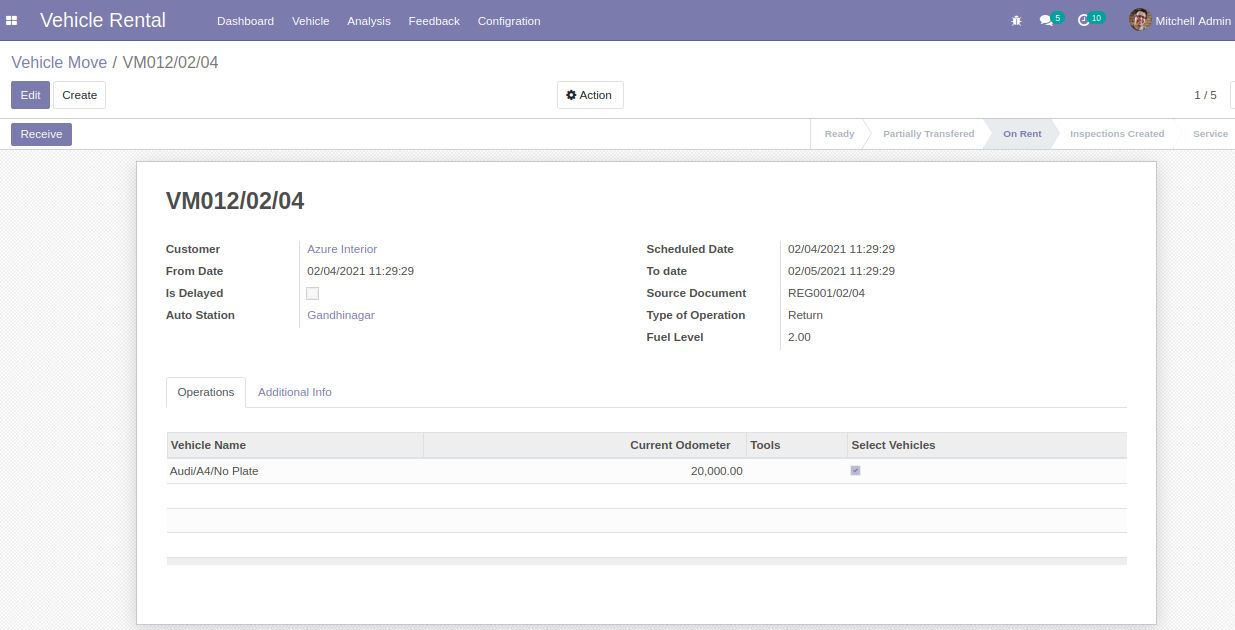 Vehicle Rental Dashboard Vehicle Analysis Feedback Configration 5 10 Mitchell Admin
Vehicle Move / VM012/02/04
Edit Create Action 1 / 5
Receive Ready Partially Transfered On Rent Inspections Created Service
VM012/02/04
Customer Azure Interior Scheduled Date 02/04/2021 11:29:29
From Date 02/04/2021 11:29:29 To date 02/05/2021 11:29:29
Is Delayed Source Document REG001/02/04
Auto Station Gandhinagar Type of Operation Return
Fuel Level 2.00
Operations Additional Info
Vehicle Name Current Odometer Tools Select Vehicles
Audi/A4/No Plate 20,000.00